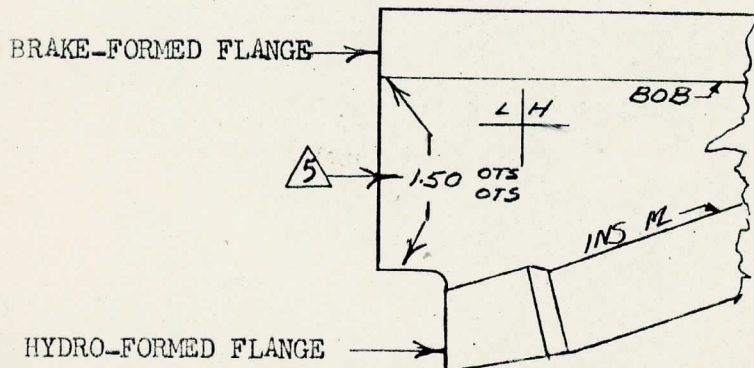 BRAKE-FORMED FLANGE
BOB
L H
5
1.50 OTS
OTS
INS ML
HYDRO-FORMED FLANGE